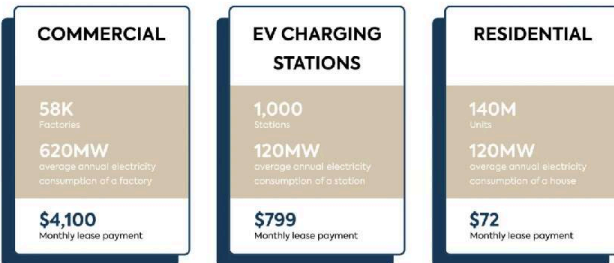 COMMERCIAL
58K
Factories
620MW
average annual electricity
consumption of a factory
$4,100
Monthly lease payment
EV CHARGING
STATIONS
1,000
Stations
120MW
average annual electricity
consumption of a station
$799
Monthly lease payment
RESIDENTIAL
140M
Units
120MW
average annual electricity
consumption of a house
$72
Monthly lease payment